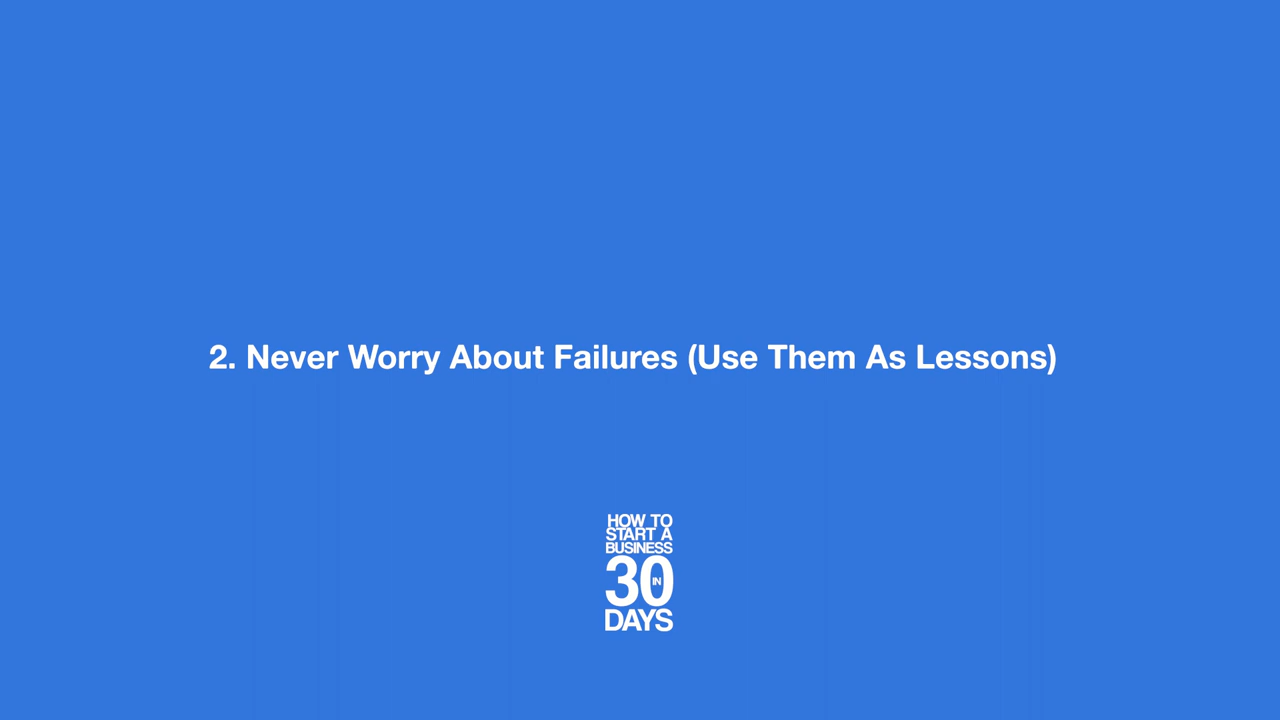 2. Never Worry About Failures (Use Them As Lessons)
HOW TO
START A
BUSINESS
30 IN
DAYS